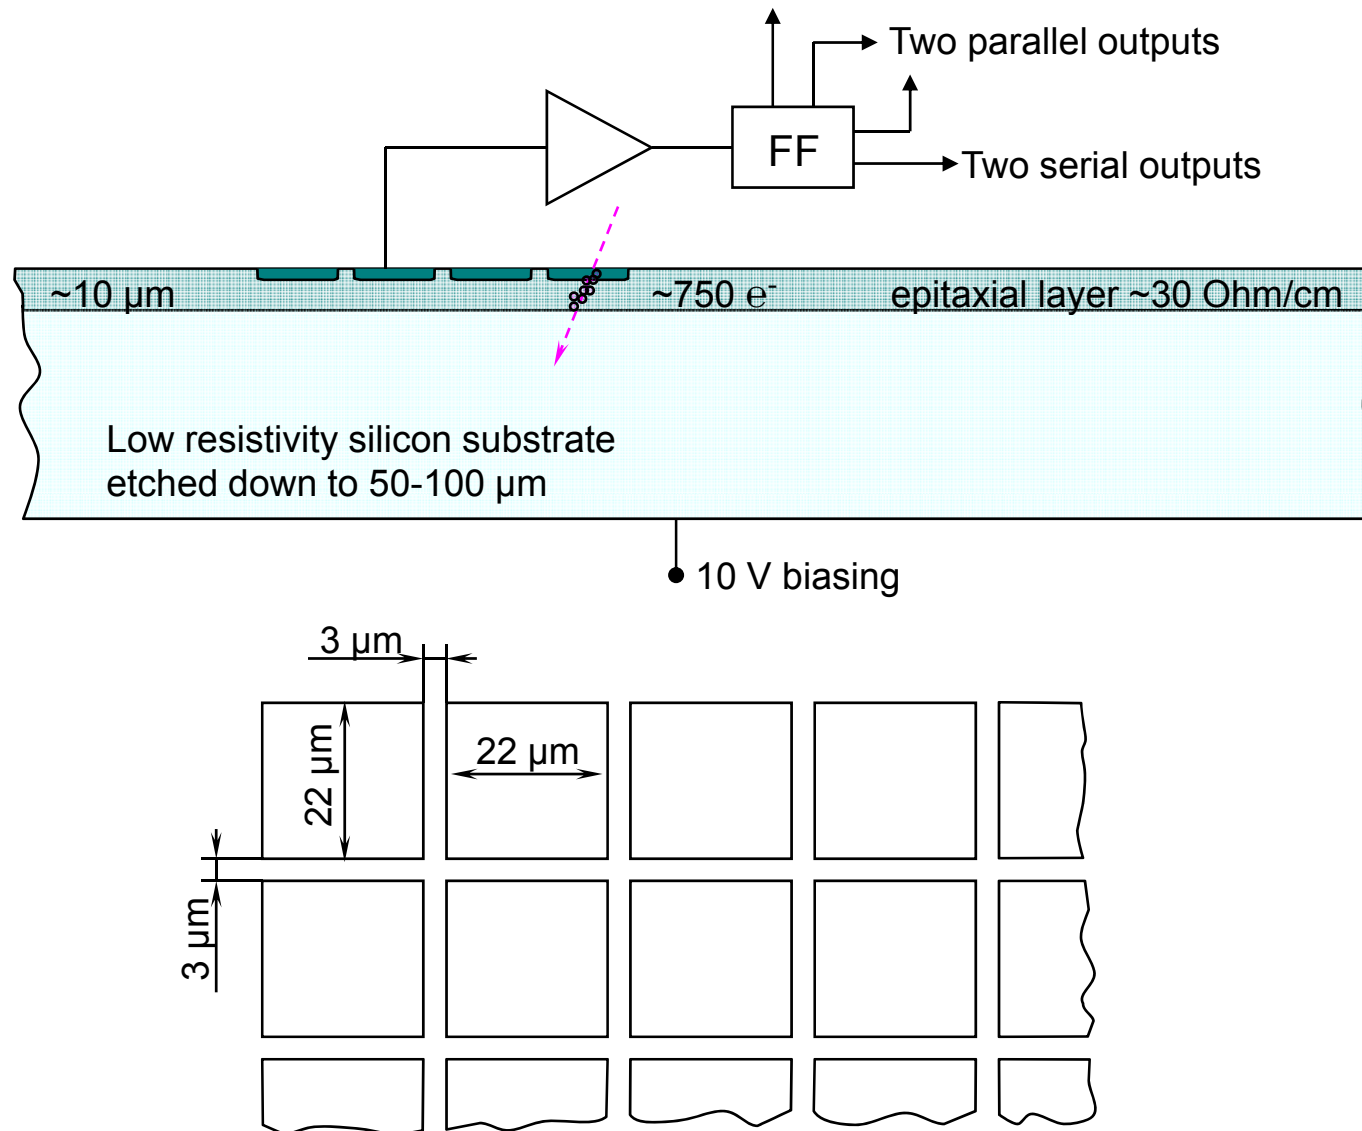 Two parallel outputs
FF
Two serial outputs
~10 µm
~750 e-
epitaxial layer ~30 Ohm/cm
Low resistivity silicon substrate
etched down to 50-100 µm
10 V biasing
3 µm
22 µm
22 µm
3 µm